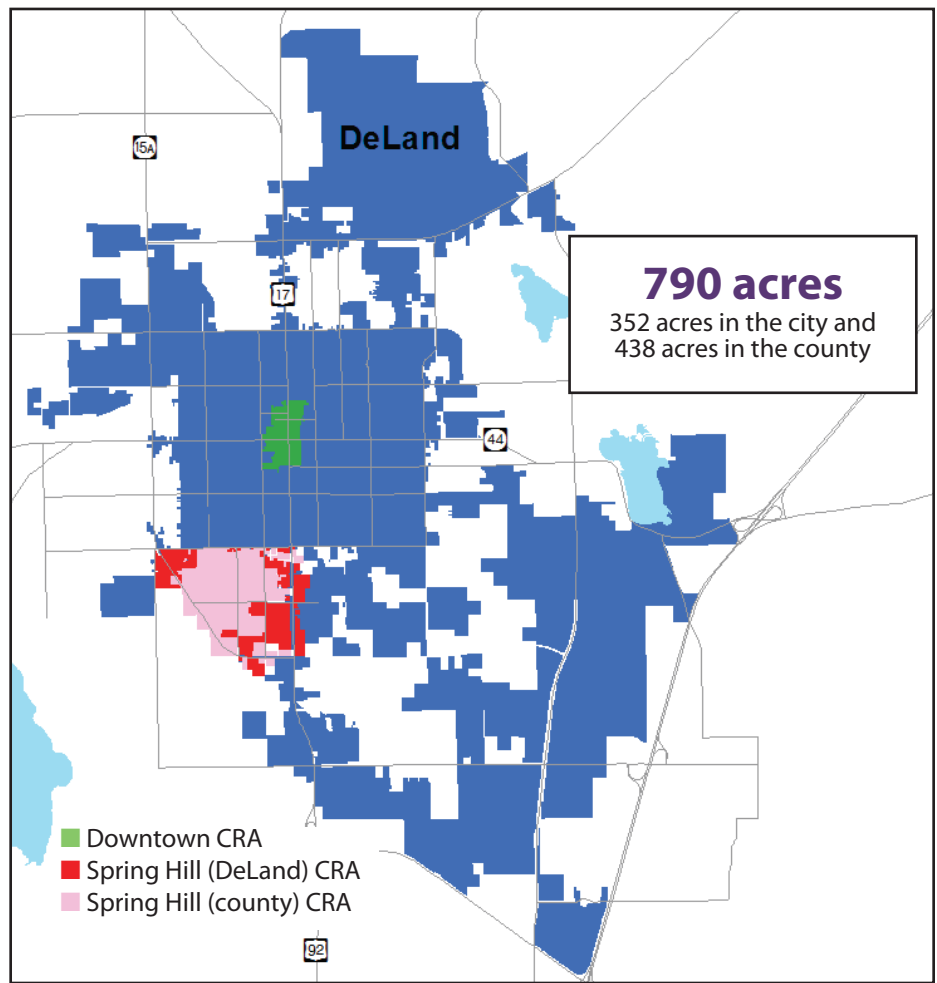 DeLand
15A
790 acres
352 acres in the city and
438 acres in the county
17
44
Downtown CRA
Spring Hill (DeLand) CRA
Spring Hill (county) CRA
92